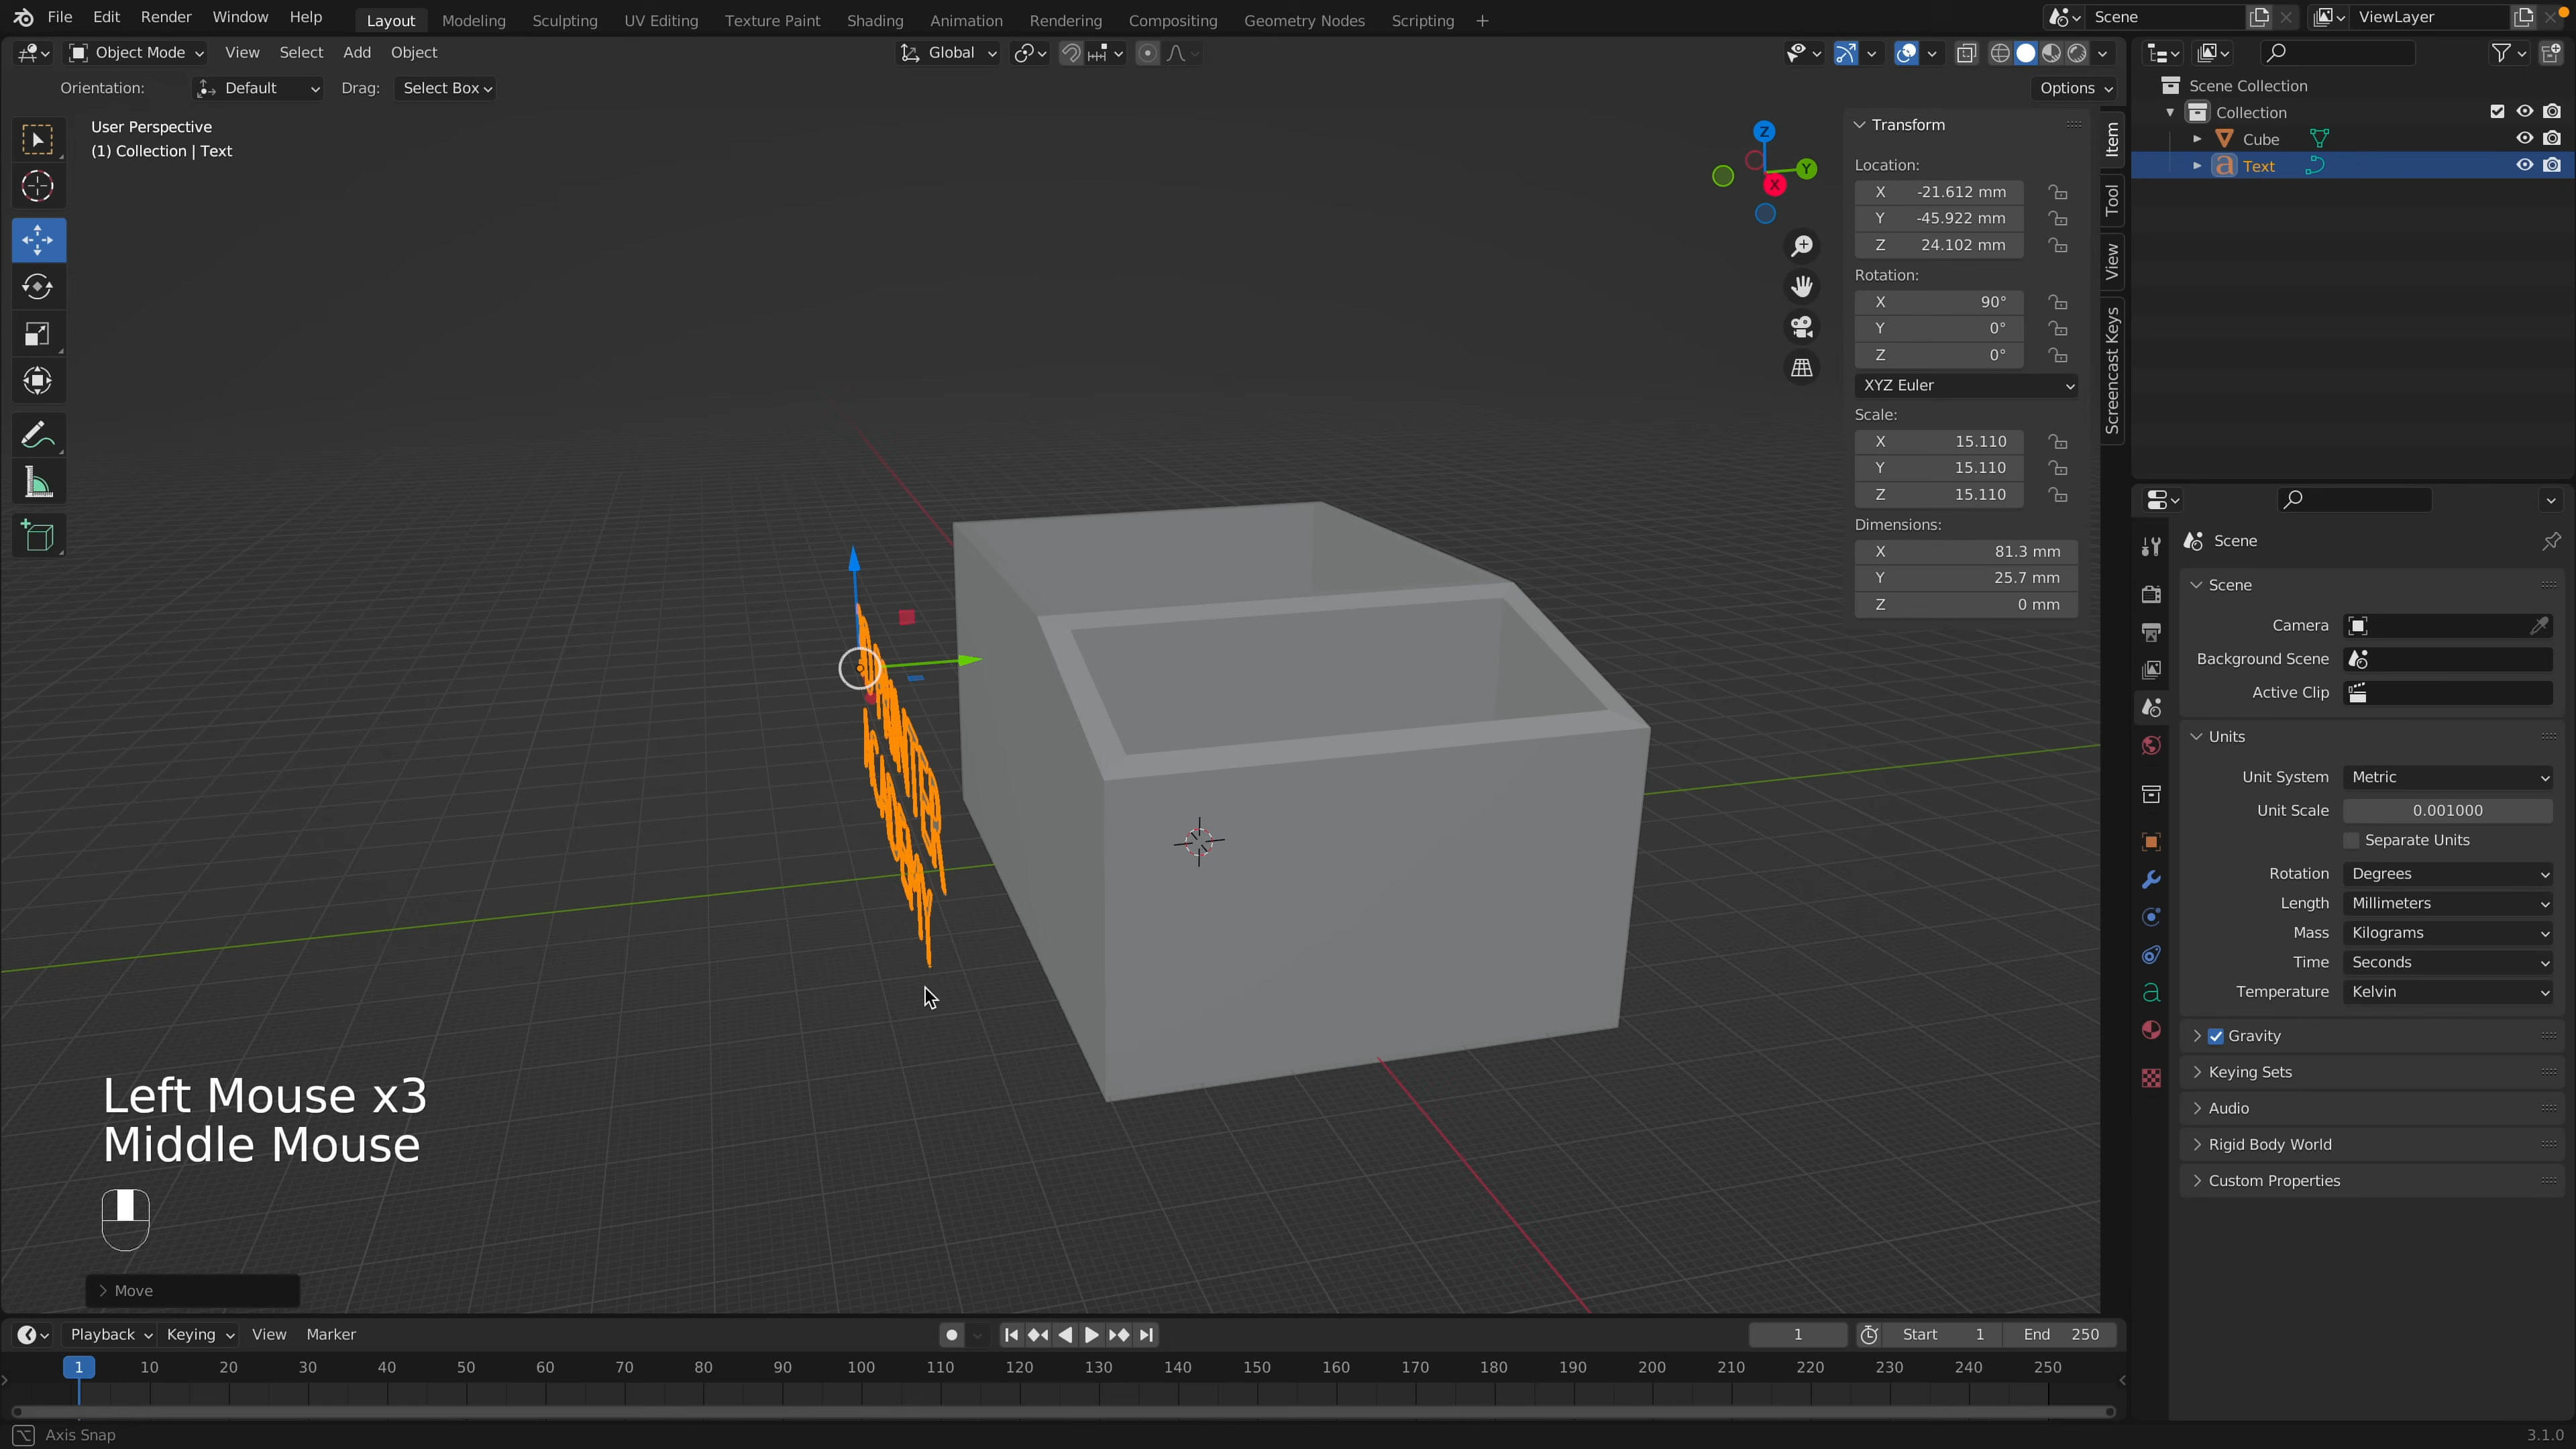 File Edit Render Window Help Layout Modeling Sculpting UV Editing Texture Paint Shading Animation Rendering Compositing Geometry Nodes Scripting + Scene ViewLayer
Object Mode View Select Add Object Global
Orientation: Default Drag: Select Box Options
User Perspective
(1) Collection | Text
Z
Y
X
Transform
Location:
X -21.612 mm
Y -45.922 mm
Z 24.102 mm
Rotation:
X 90°
Y 0°
Z 0°
XYZ Euler
Scale:
X 15.110
Y 15.110
Z 15.110
Dimensions:
X 81.3 mm
Y 25.7 mm
Z 0 mm
Item
Tool
View
Screencast Keys
Scene Collection
Collection
Cube
Text
Scene
Scene
Camera
Background Scene
Active Clip
Units
Unit System Metric
Unit Scale 0.001000
Separate Units
Rotation Degrees
Length Millimeters
Mass Kilograms
Time Seconds
Temperature Kelvin
Gravity
Keying Sets
Audio
Rigid Body World
Custom Properties
Left Mouse x3
Middle Mouse
Move
Playback Keying View Marker 1 Start 1 End 250
1 10 20 30 40 50 60 70 80 90 100 110 120 130 140 150 160 170 180 190 200 210 220 230 240 250
Axis Snap 3.1.0